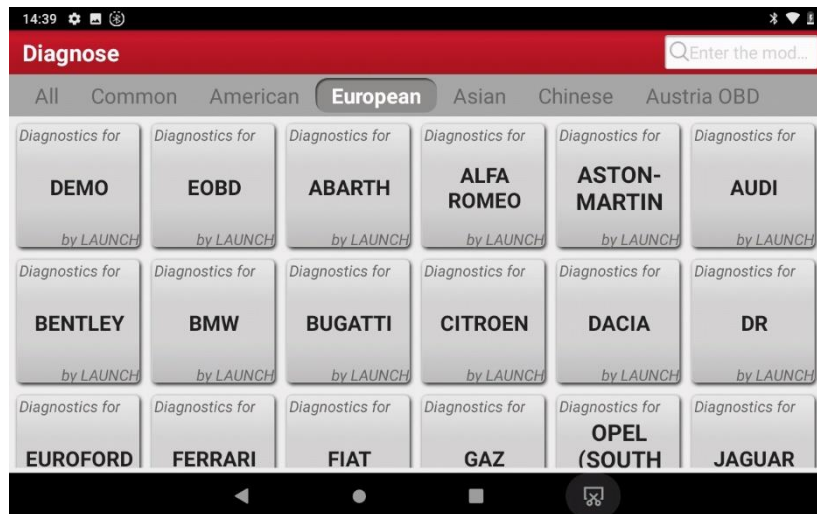 14:39
Diagnose
Enter the mod...
All Common American European Asian Chinese Austria OBD
Diagnostics for Diagnostics for Diagnostics for Diagnostics for Diagnostics for Diagnostics for
DEMO EOBD ABARTH ALFA ROMEO ASTON-MARTIN AUDI
by LAUNCH by LAUNCH by LAUNCH by LAUNCH by LAUNCH by LAUNCH
Diagnostics for Diagnostics for Diagnostics for Diagnostics for Diagnostics for Diagnostics for
BENTLEY BMW BUGATTI CITROEN DACIA DR
by LAUNCH by LAUNCH by LAUNCH by LAUNCH by LAUNCH by LAUNCH
Diagnostics for Diagnostics for Diagnostics for Diagnostics for Diagnostics for Diagnostics for
EUROFORD FERRARI FIAT GAZ OPEL (SOUTH JAGUAR